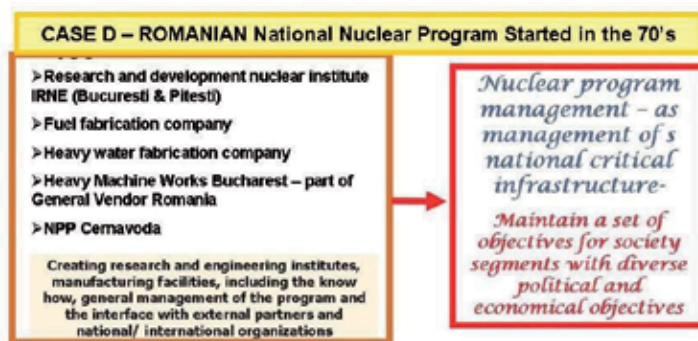 CASE D – ROMANIAN National Nuclear Program Started in the 70's
➢Research and development nuclear institute
IRNE (Bucuresti & Pitesti)
➢Fuel fabrication company
➢Heavy water fabrication company
➢Heavy Machine Works Bucharest – part of
General Vendor Romania
➢NPP Cernavoda
Creating research and engineering institutes,
manufacturing facilities, including the know
how, general management of the program and
the interface with external partners and
national/ international organizations
Nuclear program
management – as
management of s
national critical
infrastructure-
Maintain a set of
objectives for society
segments with diverse
political and
economical objectives